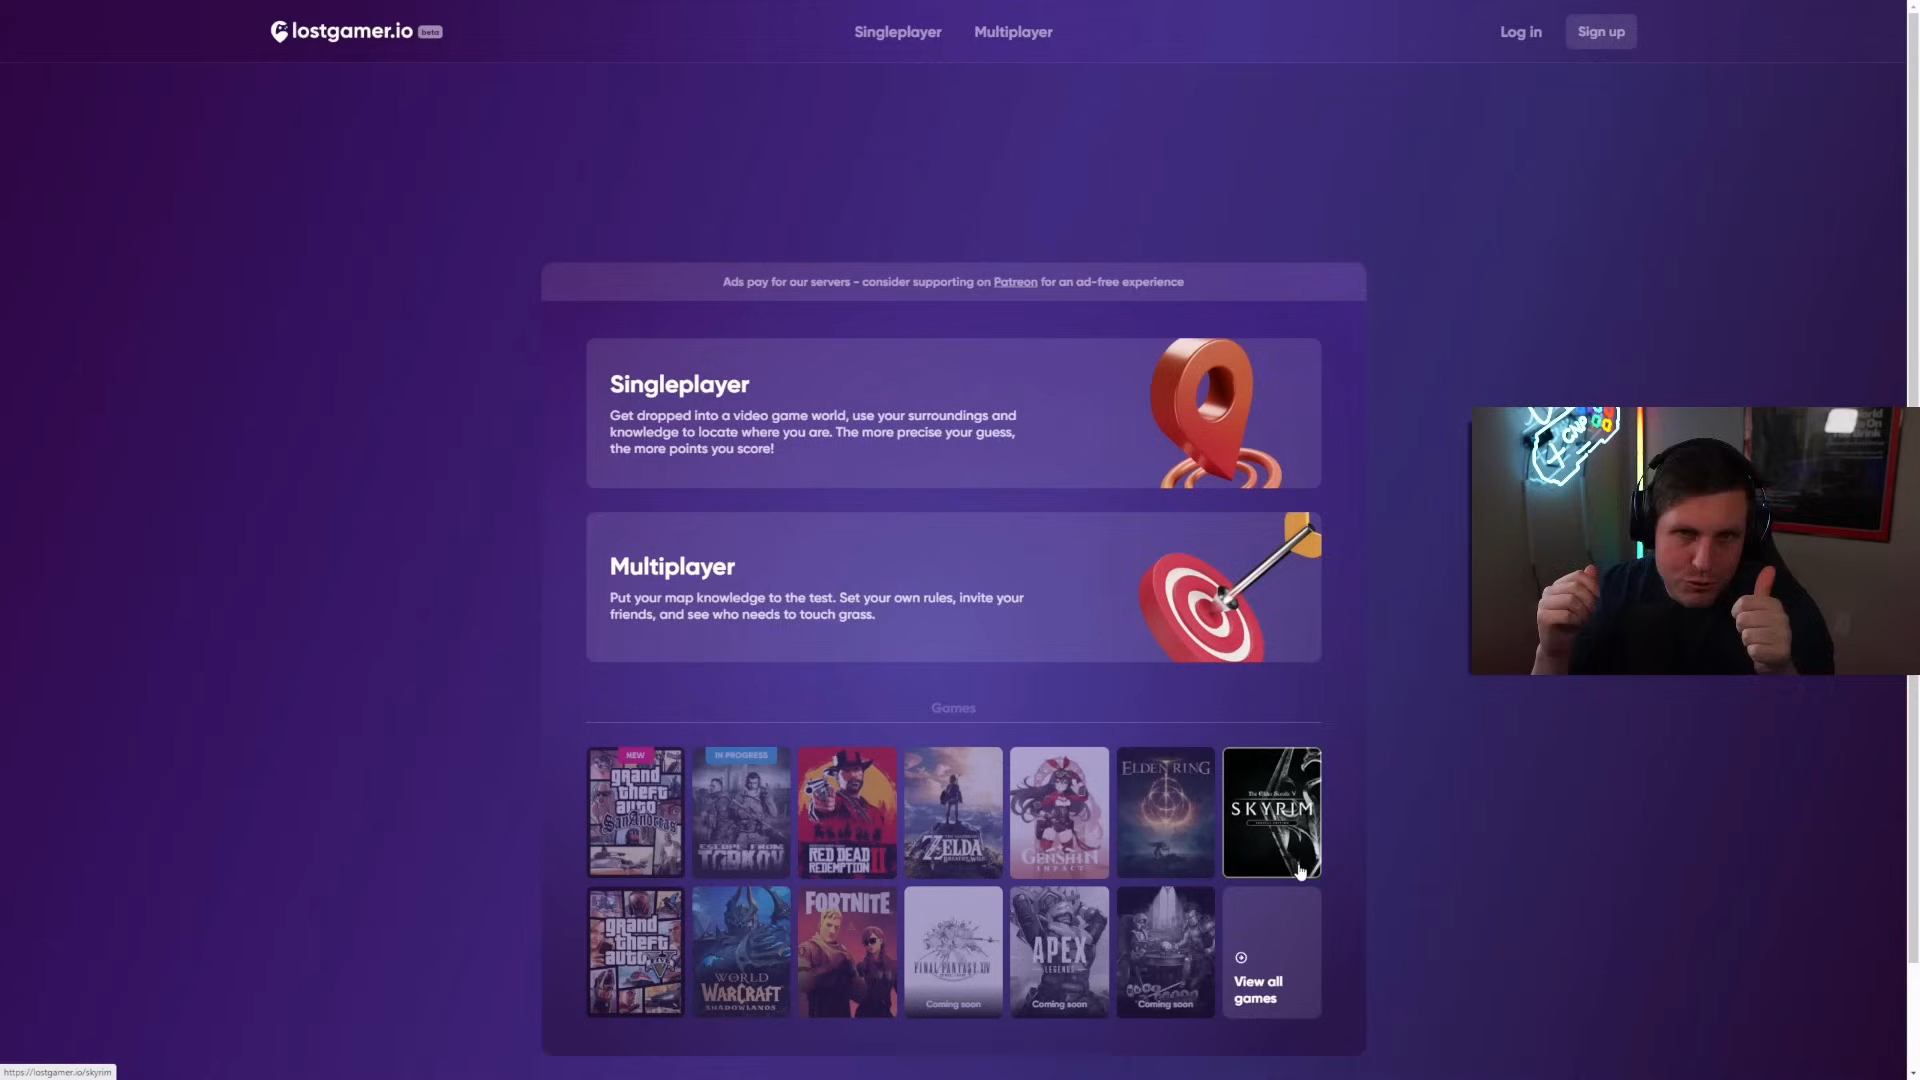 lostgamer.io beta
Singleplayer
Multiplayer
Log in
Sign up
Ads pay for our servers - consider supporting on Patreon for an ad-free experience
Singleplayer
Get dropped into a video game world, use your surroundings and
knowledge to locate where you are. The more precise your guess,
the more points you score!
Multiplayer
Put your map knowledge to the test. Set your own rules, invite your
friends, and see who needs to touch grass.
Games
NEW
grand
theft
auto
San Andreas
IN PROGRESS
ESCAPE FROM
TARKOV
RED DEAD
REDEMPTION II
ZELDA
GENSHIN
IMPACT
ELDEN RING
The Elder Scrolls V
SKYRIM
grand
theft
auto
V
WORLD
WARCRAFT
SHADOWLANDS
FORTNITE
FINAL FANTASY XIV
Coming soon
APEX
LEGENDS
Coming soon
Coming soon
View all
games
https://lostgamer.io/skyrim